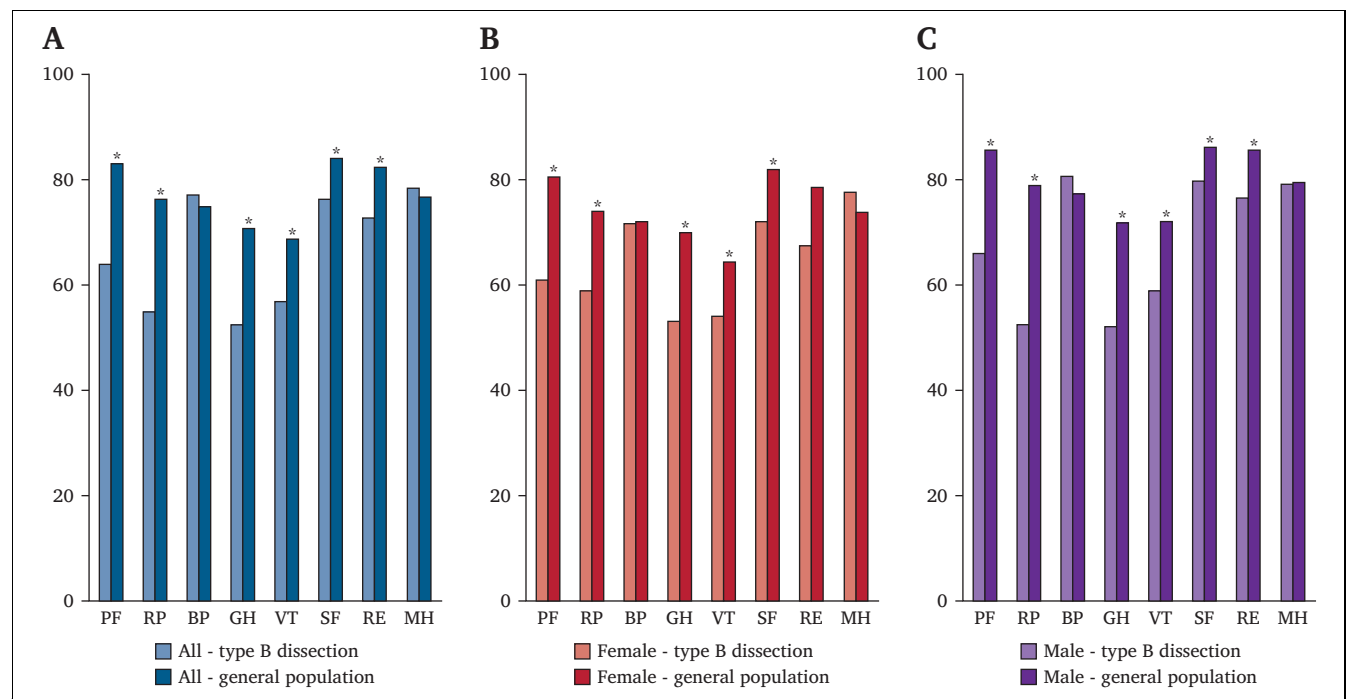 A
100
80
60
40
20
0
* * * * * *
PF RP BP GH VT SF RE MH
All - type B dissection
All - general population
B
100
80
60
40
20
0
* * * * *
PF RP BP GH VT SF RE MH
Female - type B dissection
Female - general population
C
100
80
60
40
20
0
* * * * * *
PF RP BP GH VT SF RE MH
Male - type B dissection
Male - general population